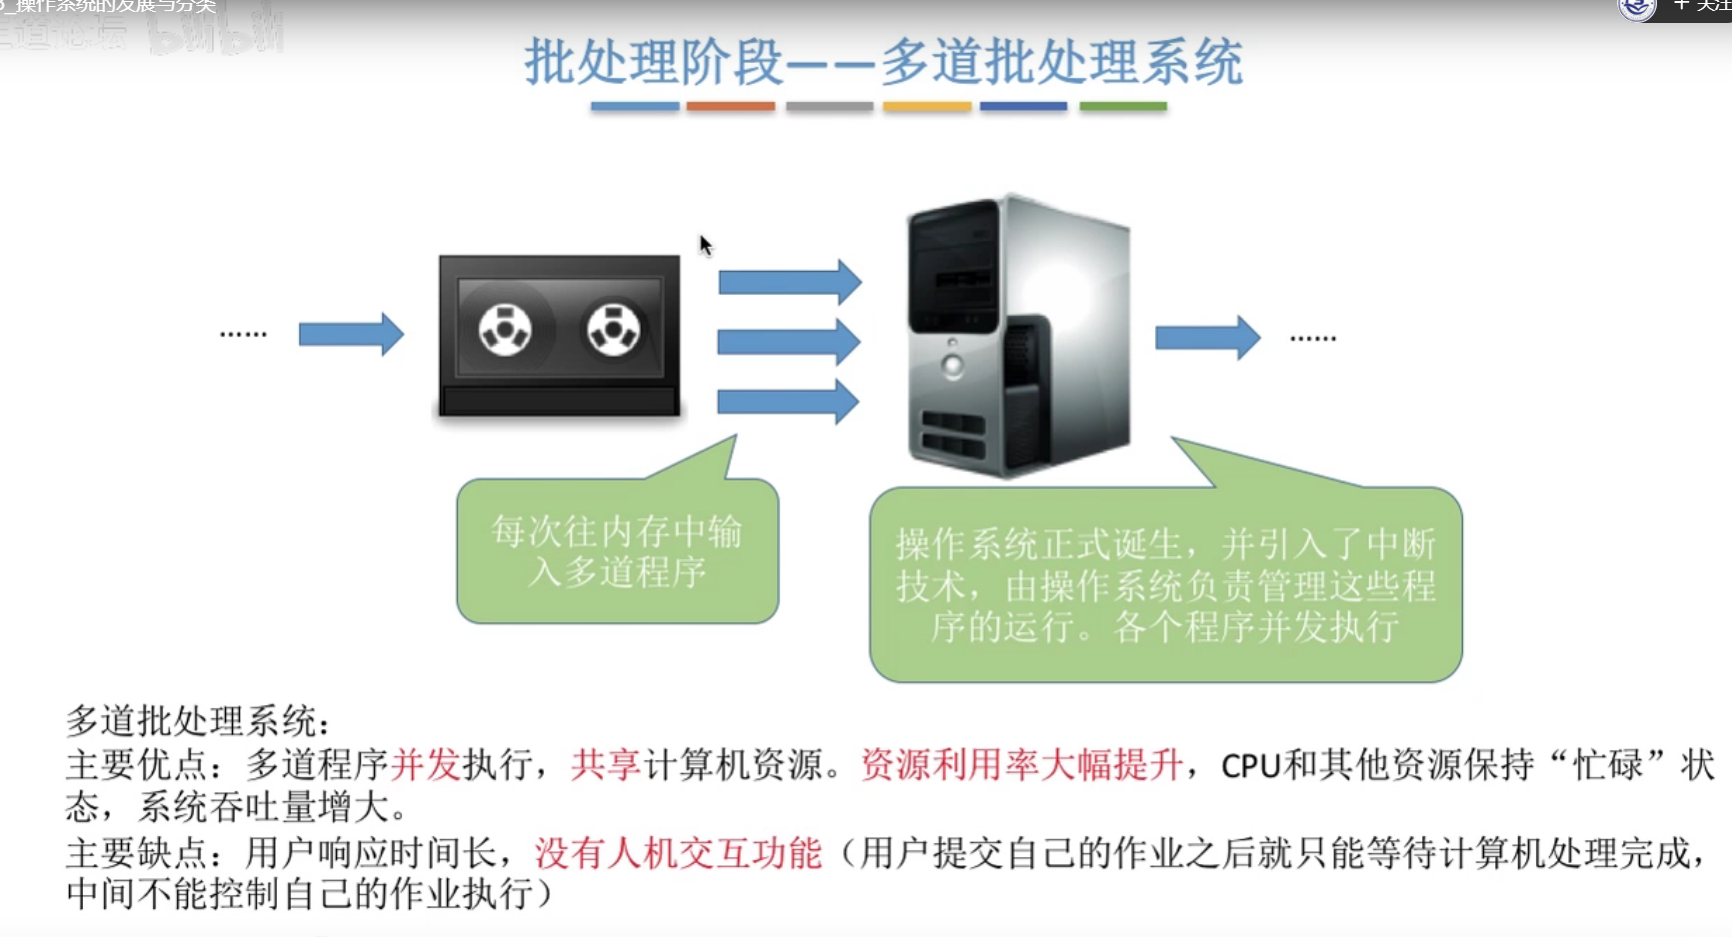 _操作系统的发展与分类
+ 关注
王道论坛 bilibili
批处理阶段——多道批处理系统
……
……
每次往内存中输
入多道程序
操作系统正式诞生，并引入了中断
技术，由操作系统负责管理这些程
序的运行。各个程序并发执行
多道批处理系统：
主要优点：多道程序并发执行，共享计算机资源。资源利用率大幅提升，CPU和其他资源保持“忙碌”状
态，系统吞吐量增大。
主要缺点：用户响应时间长，没有人机交互功能（用户提交自己的作业之后就只能等待计算机处理完成，
中间不能控制自己的作业执行）